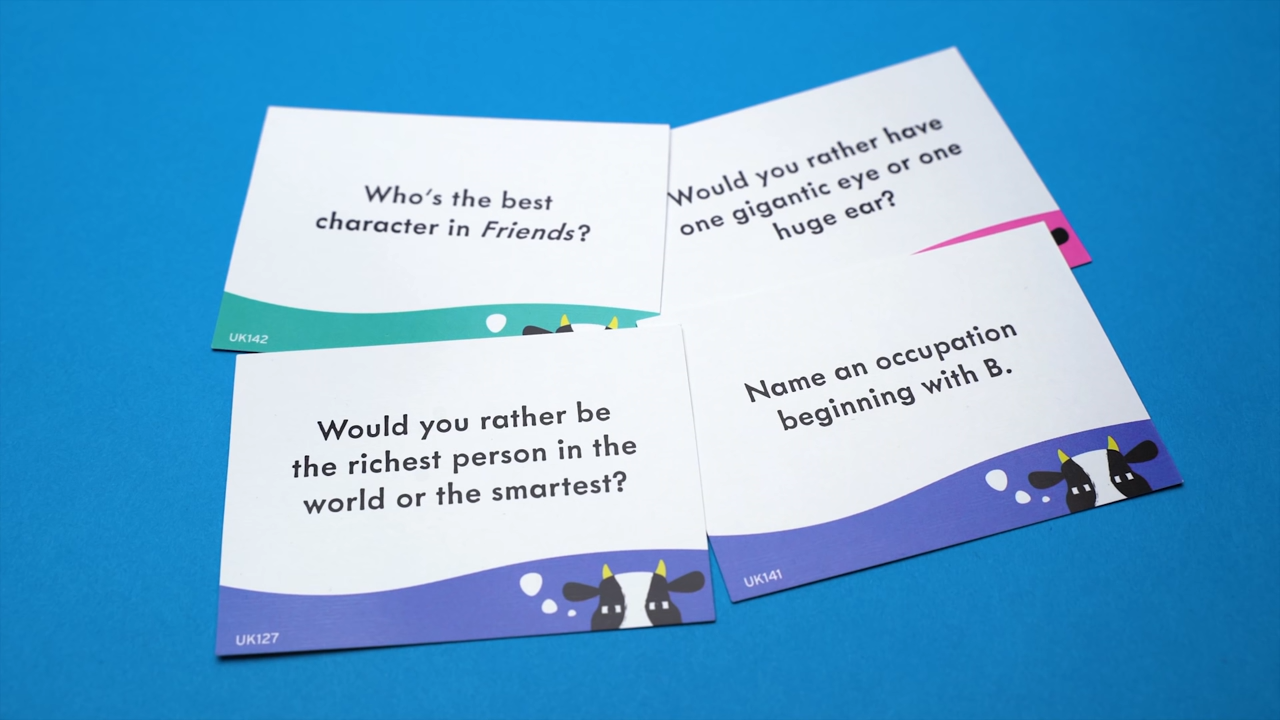 Who's the best
character in Friends?
UK142
Would you rather have
one gigantic eye or one
huge ear?
Would you rather be
the richest person in the
world or the smartest?
UK127
Name an occupation
beginning with B.
UK141